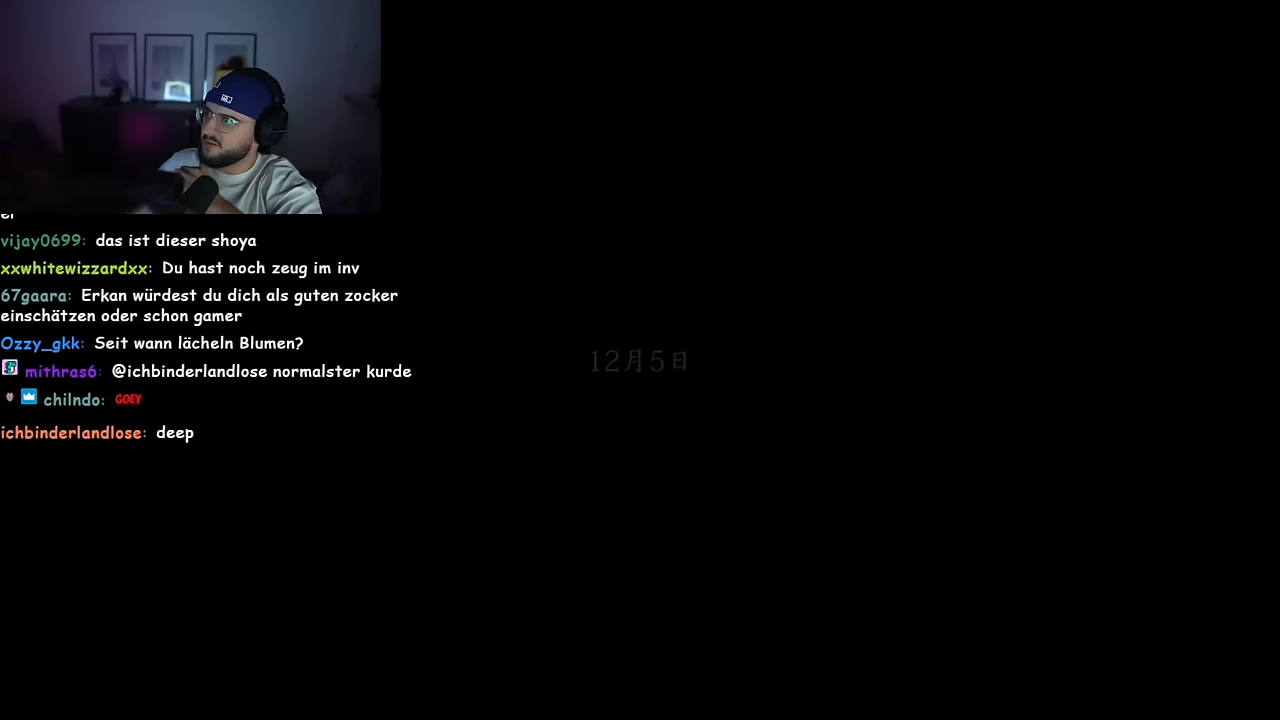 vijay0699: das ist dieser shoya
xxwhitewizzardxx: Du hast noch zeug im inv
67gaara: Erkan würdest du dich als guten zocker
einschätzen oder schon gamer
Ozzy_gkk: Seit wann lächeln Blumen?
mithras6: @ichbinderlandlose normalster kurde
chilndo: GOEY
ichbinderlandlose: deep
12月5日